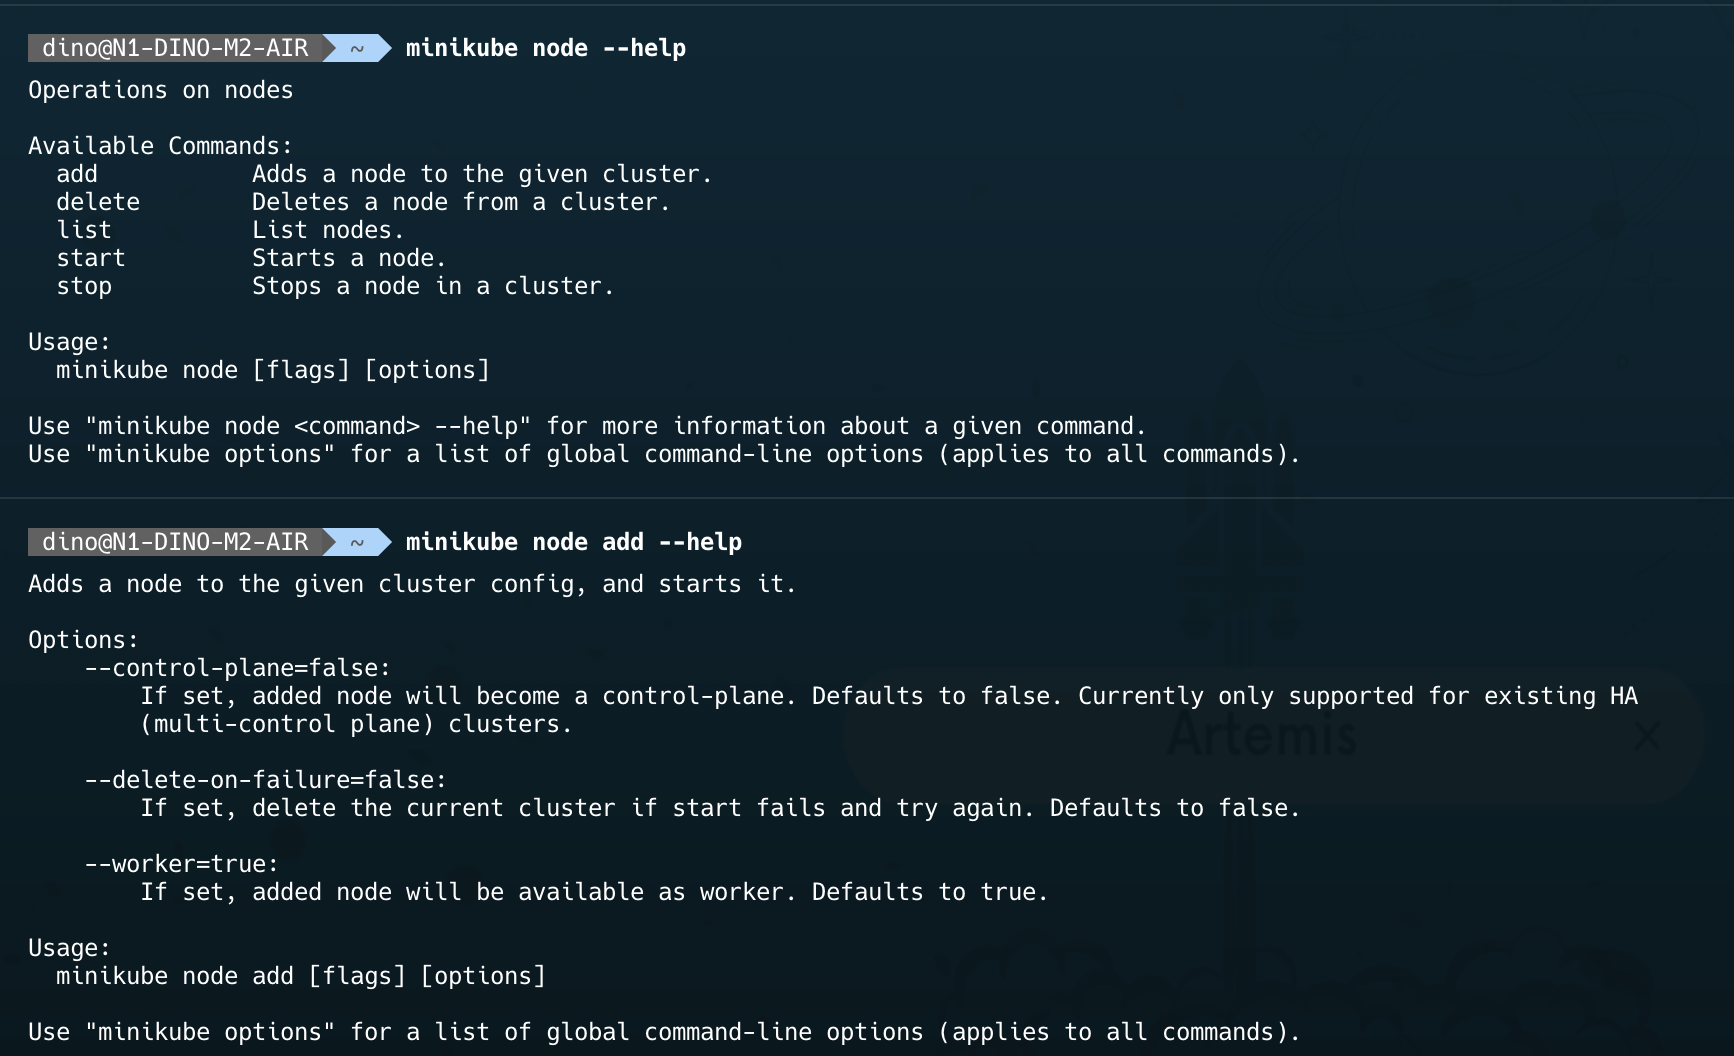 dino@N1-DINO-M2-AIR ~ minikube node --help
Operations on nodes
Available Commands:
add Adds a node to the given cluster.
delete Deletes a node from a cluster.
list List nodes.
start Starts a node.
stop Stops a node in a cluster.
Usage:
minikube node [flags] [options]
Use "minikube node <command> --help" for more information about a given command.
Use "minikube options" for a list of global command-line options (applies to all commands).
dino@N1-DINO-M2-AIR ~ minikube node add --help
Adds a node to the given cluster config, and starts it.
Options:
--control-plane=false:
If set, added node will become a control-plane. Defaults to false. Currently only supported for existing HA
(multi-control plane) clusters.
Artemis
--delete-on-failure=false:
If set, delete the current cluster if start fails and try again. Defaults to false.
--worker=true:
If set, added node will be available as worker. Defaults to true.
Usage:
minikube node add [flags] [options]
Use "minikube options" for a list of global command-line options (applies to all commands).